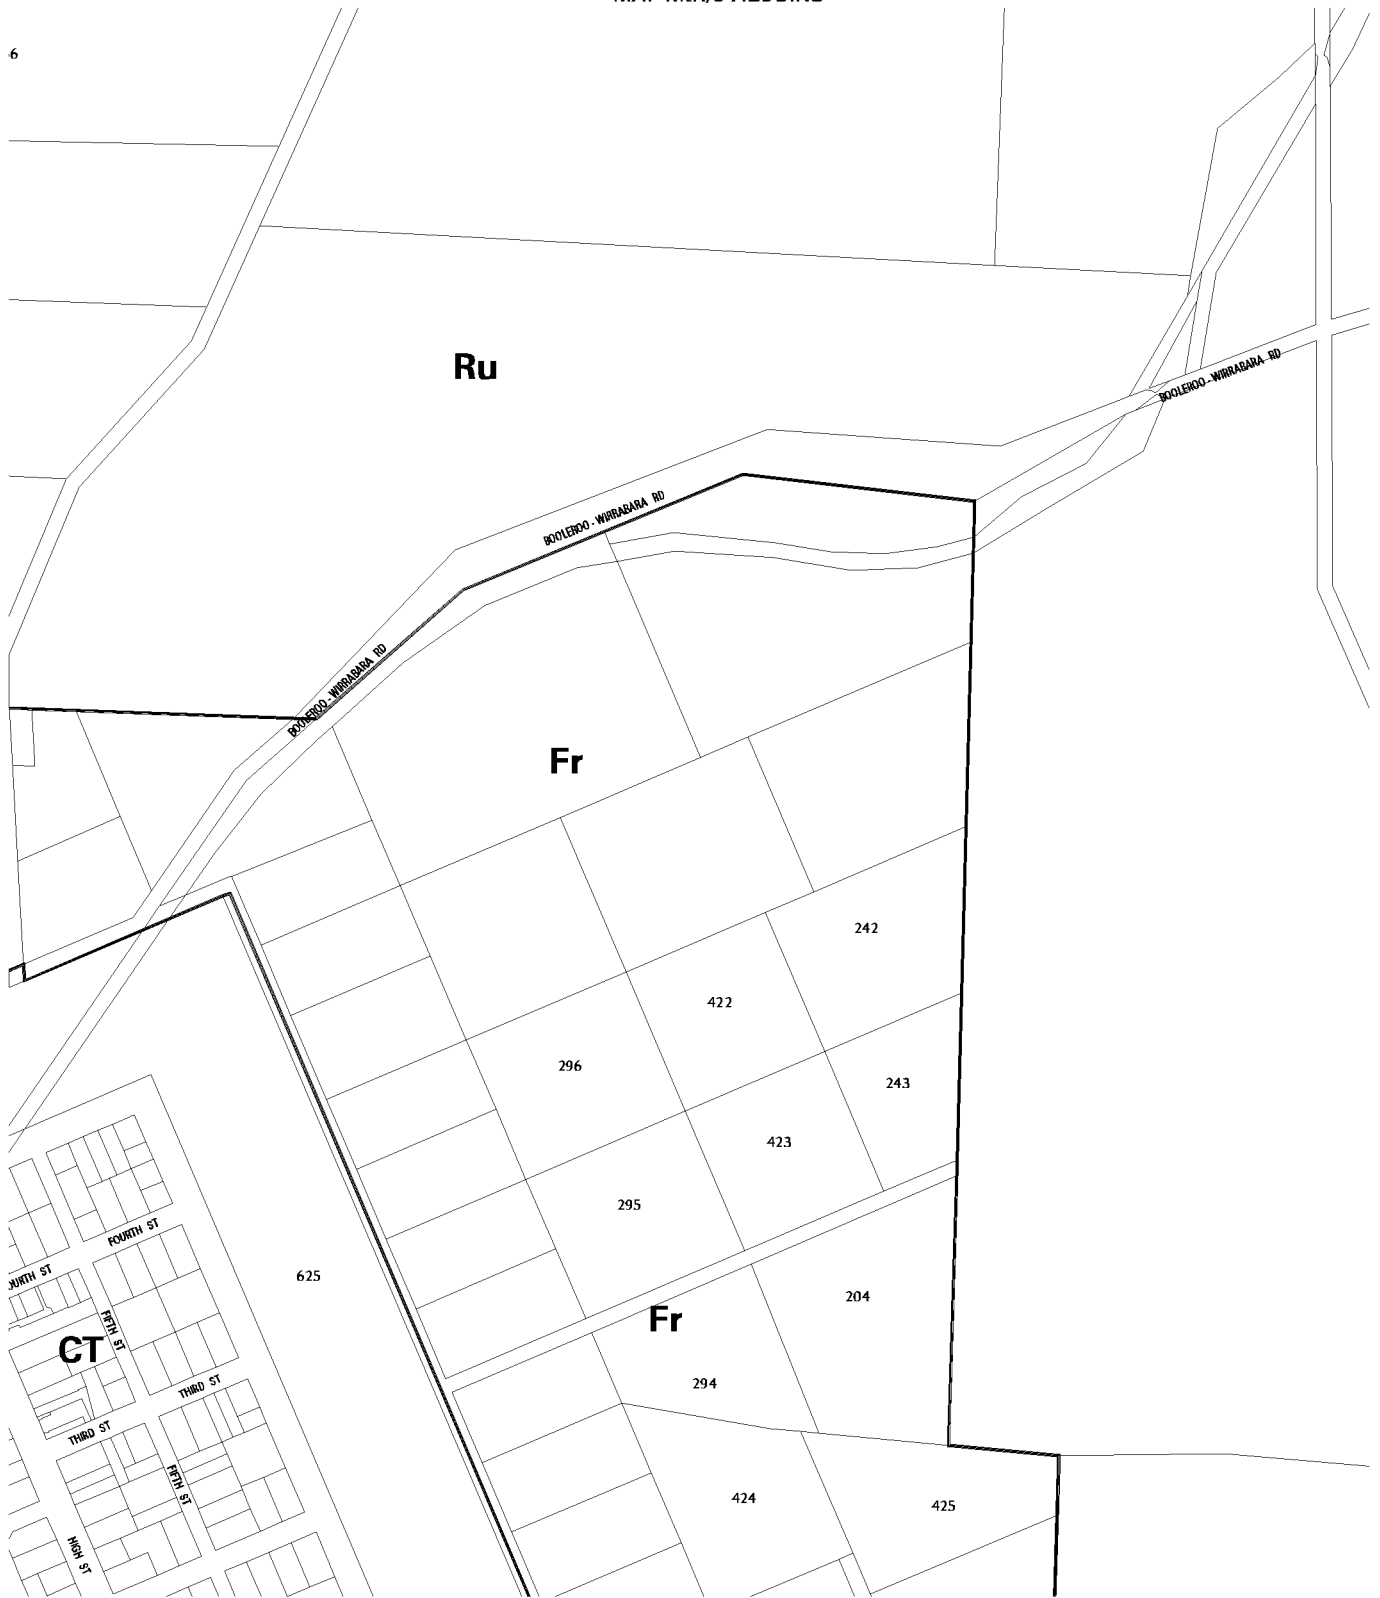 6
Ru
BOOLEROO - WIRRABARA RD
BOOLEROO - WIRRABARA RD
BOOLEROO - WIRRABARA RD
Fr
242
422
296
243
423
295
FOURTH ST
625
204
FIFTH ST
Fr
CT
294
THIRD ST
THIRD ST
FIFTH ST
424
425
HIGH ST